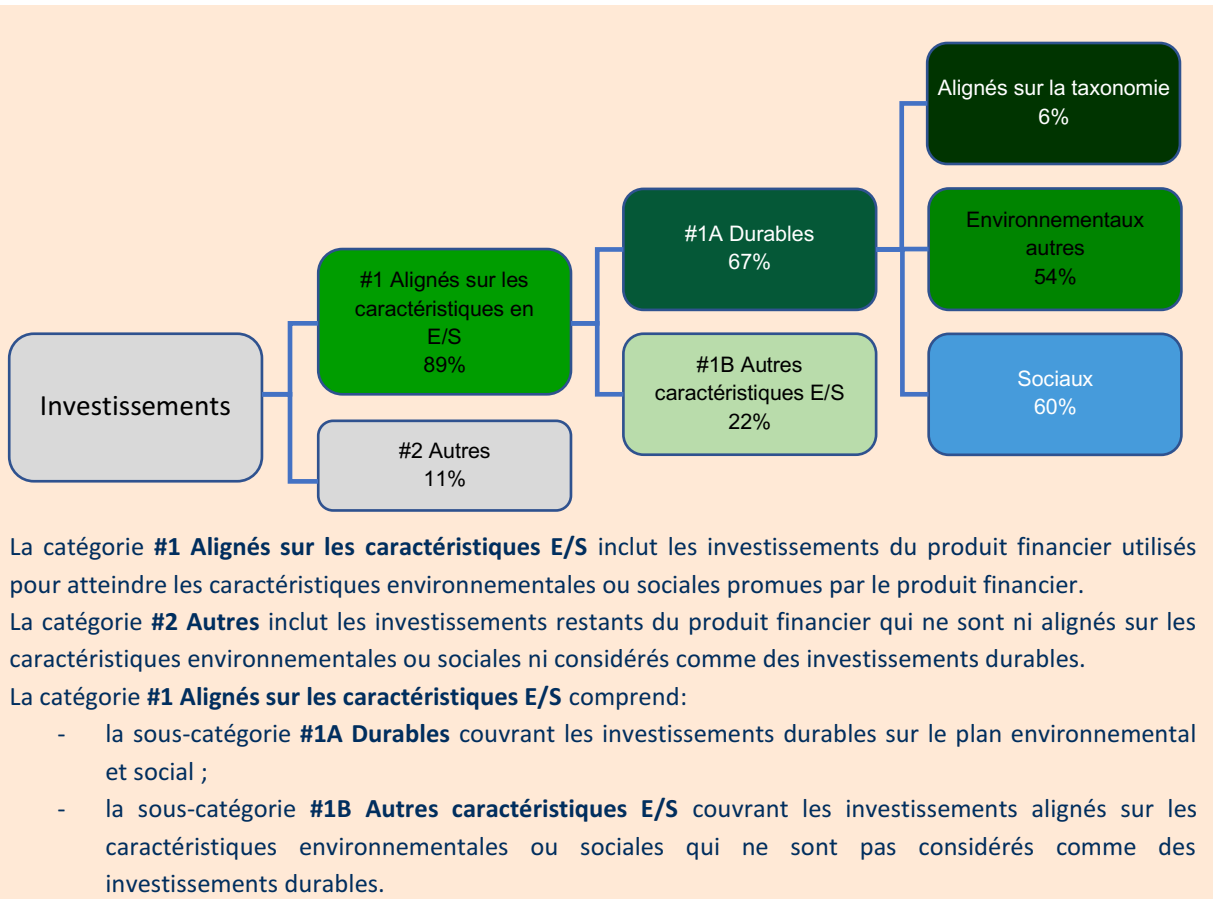 Investissements
#1 Alignés sur les
caractéristiques en
E/S
89%
#2 Autres
11%
#1A Durables
67%
#1B Autres
caractéristiques E/S
22%
Alignés sur la taxonomie
6%
Environnementaux
autres
54%
Sociaux
60%
La catégorie #1 Alignés sur les caractéristiques E/S inclut les investissements du produit financier utilisés
pour atteindre les caractéristiques environnementales ou sociales promues par le produit financier.
La catégorie #2 Autres inclut les investissements restants du produit financier qui ne sont ni alignés sur les
caractéristiques environnementales ou sociales ni considérés comme des investissements durables.
La catégorie #1 Alignés sur les caractéristiques E/S comprend:
- la sous-catégorie #1A Durables couvrant les investissements durables sur le plan environnemental
et social ;
- la sous-catégorie #1B Autres caractéristiques E/S couvrant les investissements alignés sur les
caractéristiques environnementales ou sociales qui ne sont pas considérés comme des
investissements durables.